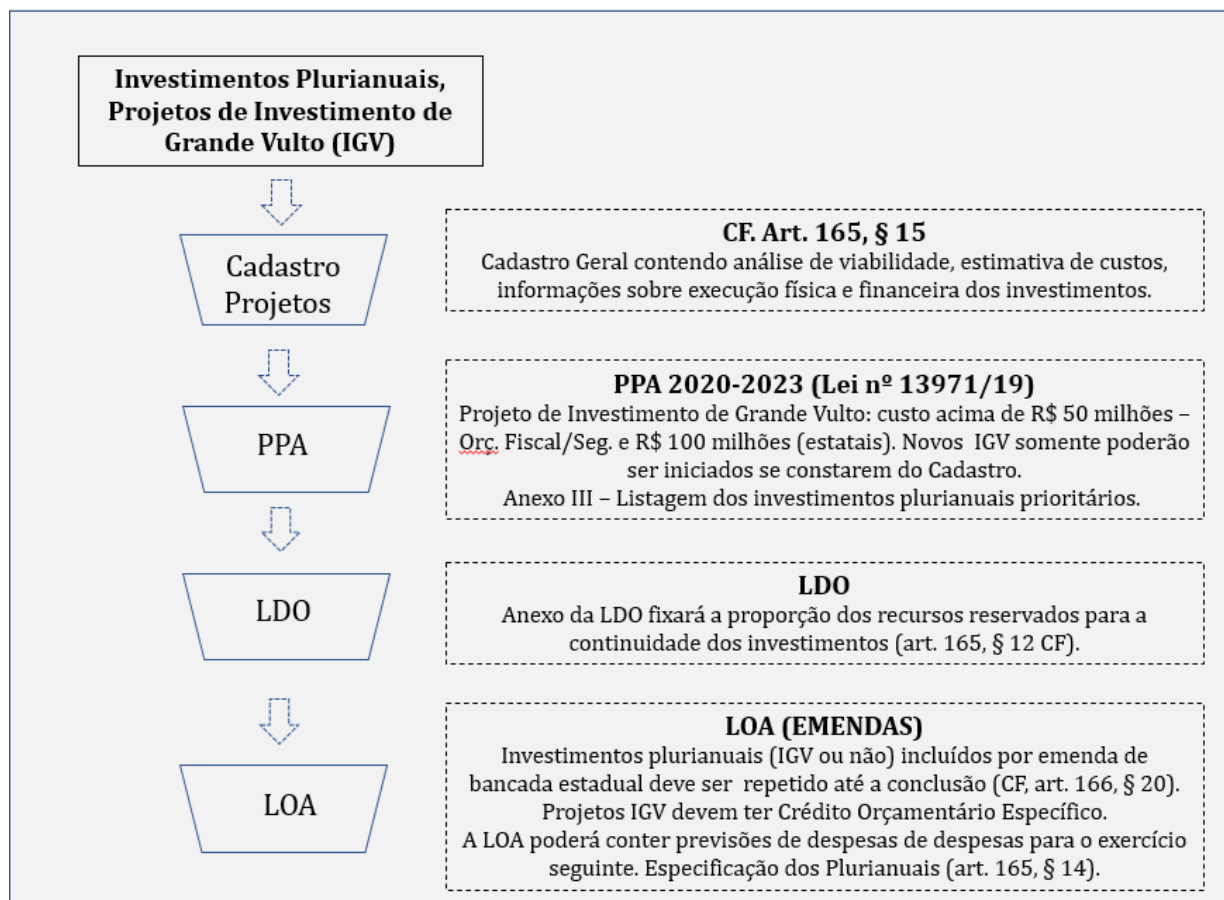 Investimentos Plurianuais,
Projetos de Investimento de
Grande Vulto (IGV)
Cadastro
Projetos
CF. Art. 165, § 15
Cadastro Geral contendo análise de viabilidade, estimativa de custos,
informações sobre execução física e financeira dos investimentos.
PPA
PPA 2020-2023 (Lei nº 13971/19)
Projeto de Investimento de Grande Vulto: custo acima de R$ 50 milhões –
Orç. Fiscal/Seg. e R$ 100 milhões (estatais). Novos IGV somente poderão
ser iniciados se constarem do Cadastro.
Anexo III – Listagem dos investimentos plurianuais prioritários.
LDO
LDO
Anexo da LDO fixará a proporção dos recursos reservados para a
continuidade dos investimentos (art. 165, § 12 CF).
LOA
LOA (EMENDAS)
Investimentos plurianuais (IGV ou não) incluídos por emenda de
bancada estadual deve ser repetido até a conclusão (CF, art. 166, § 20).
Projetos IGV devem ter Crédito Orçamentário Específico.
A LOA poderá conter previsões de despesas de despesas para o exercício
seguinte. Especificação dos Plurianuais (art. 165, § 14).